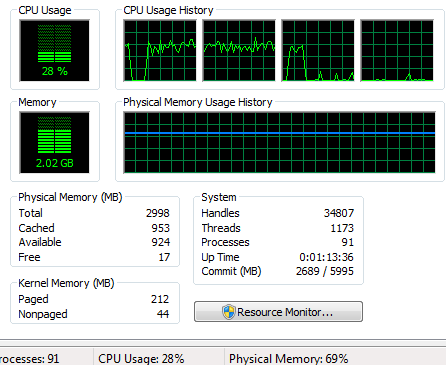 CPU Usage
CPU Usage History
28 %
Memory
Physical Memory Usage History
2.02 GB
Physical Memory (MB)
Total 2998
Cached 953
Available 924
Free 17
System
Handles 34807
Threads 1173
Processes 91
Up Time 0:01:13:36
Commit (MB) 2689 / 5995
Kernel Memory (MB)
Paged 212
Nonpaged 44
Resource Monitor...
rocesses: 91 CPU Usage: 28% Physical Memory: 69%